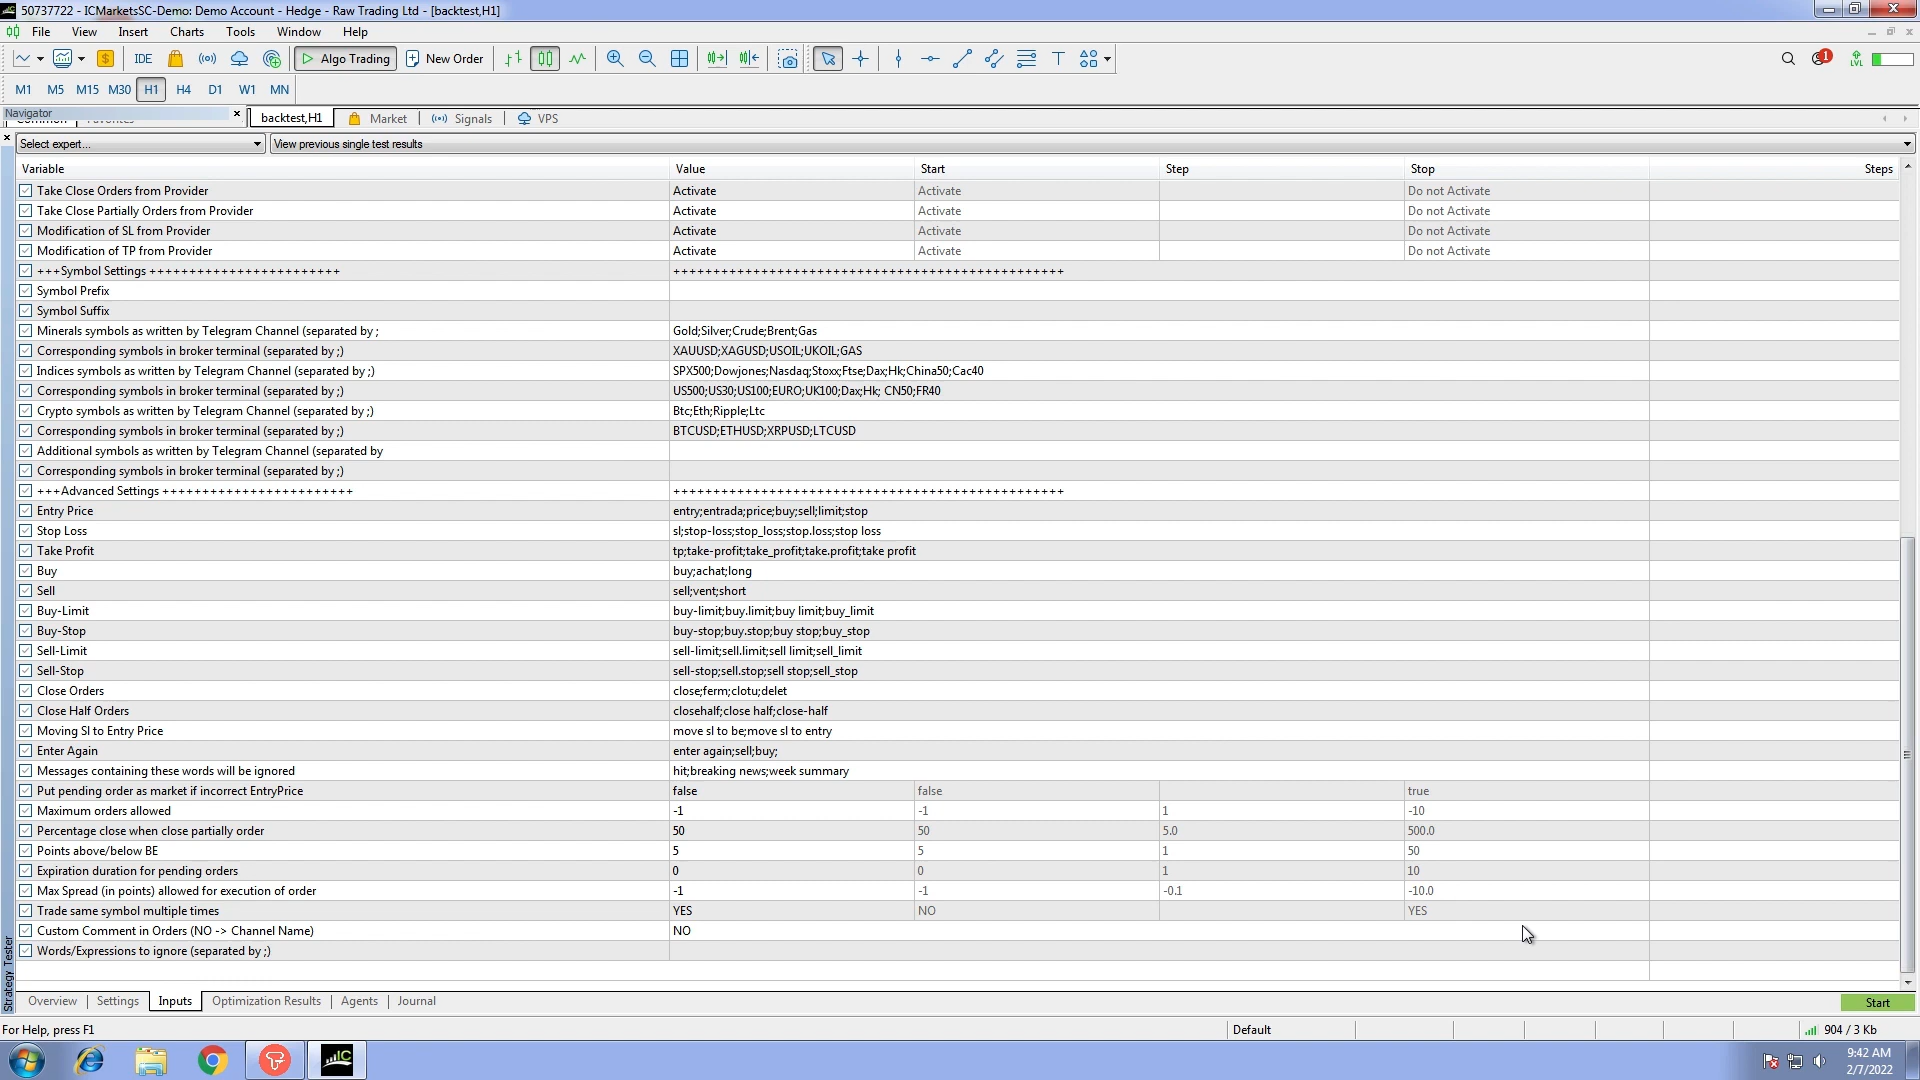 50737722 - ICMarketsSC-Demo: Demo Account - Hedge - Raw Trading Ltd - [backtest,H1]
File View Insert Charts Tools Window Help
IDE Algo Trading New Order T 1 LVL
M1 M5 M15 M30 H1 H4 D1 W1 MN
Navigator backtest,H1 Market Signals VPS
Common Favorites
Select expert... View previous single test results
Variable Value Start Step Stop Steps
Take Close Orders from Provider Activate Activate Do not Activate
Take Close Partially Orders from Provider Activate Activate Do not Activate
Modification of SL from Provider Activate Activate Do not Activate
Modification of TP from Provider Activate Activate Do not Activate
+++Symbol Settings ++++++++++++++++++++++++ +++++++++++++++++++++++++++++++++++++++++++++++++
Symbol Prefix
Symbol Suffix
Minerals symbols as written by Telegram Channel (separated by ; Gold;Silver;Crude;Brent;Gas
Corresponding symbols in broker terminal (separated by ;) XAUUSD;XAGUSD;USOIL;UKOIL;GAS
Indices symbols as written by Telegram Channel (separated by ;) SPX500;Dowjones;Nasdaq;Stoxx;Ftse;Dax;Hk;China50;Cac40
Corresponding symbols in broker terminal (separated by ;) US500;US30;US100;EURO;UK100;Dax;Hk; CN50;FR40
Crypto symbols as written by Telegram Channel (separated by ;) Btc;Eth;Ripple;Ltc
Corresponding symbols in broker terminal (separated by ;) BTCUSD;ETHUSD;XRPUSD;LTCUSD
Additional symbols as written by Telegram Channel (separated by
Corresponding symbols in broker terminal (separated by ;)
+++Advanced Settings ++++++++++++++++++++++++ +++++++++++++++++++++++++++++++++++++++++++++++++
Entry Price entry;entrada;price;buy;sell;limit;stop
Stop Loss sl;stop-loss;stop_loss;stop.loss;stop loss
Take Profit tp;take-profit;take_profit;take.profit;take profit
Buy buy;achat;long
Sell sell;vent;short
Buy-Limit buy-limit;buy.limit;buy limit;buy_limit
Buy-Stop buy-stop;buy.stop;buy stop;buy_stop
Sell-Limit sell-limit;sell.limit;sell limit;sell_limit
Sell-Stop sell-stop;sell.stop;sell stop;sell_stop
Close Orders close;ferm;clotu;delet
Close Half Orders closehalf;close half;close-half
Moving Sl to Entry Price move sl to be;move sl to entry
Enter Again enter again;sell;buy;
Messages containing these words will be ignored hit;breaking news;week summary
Put pending order as market if incorrect EntryPrice false false true
Maximum orders allowed -1 -1 1 -10
Percentage close when close partially order 50 50 5.0 500.0
Points above/below BE 5 5 1 50
Expiration duration for pending orders 0 0 1 10
Max Spread (in points) allowed for execution of order -1 -1 -0.1 -10.0
Trade same symbol multiple times YES NO YES
Custom Comment in Orders (NO -> Channel Name) NO
Words/Expressions to ignore (separated by ;)
Strategy Tester
Overview Settings Inputs Optimization Results Agents Journal Start
For Help, press F1 Default 904 / 3 Kb
IC 9:42 AM
2/7/2022